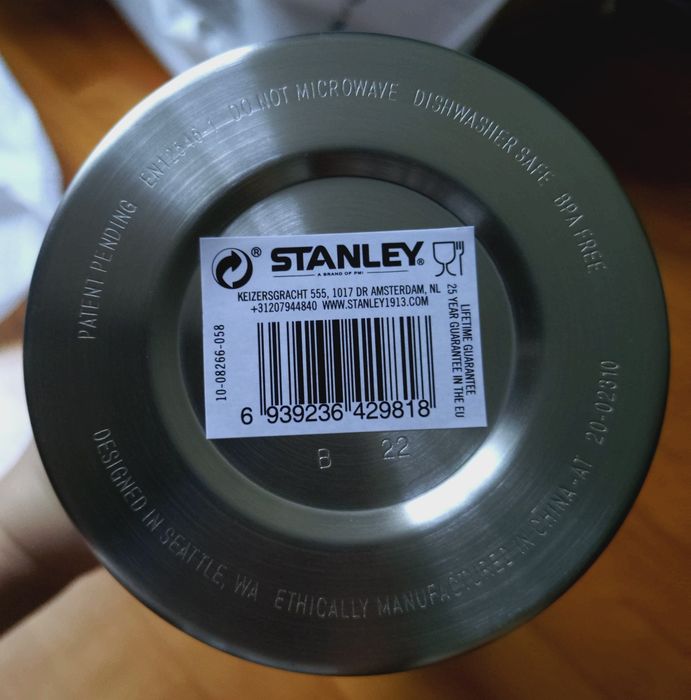 PATENT PENDING EN12546-1 DO NOT MICROWAVE DISHWASHER SAFE BPA FREE
® STANLEY®
A BRAND OF PMI
KEIZERSGRACHT 555, 1017 DR AMSTERDAM, NL
+31207944840 WWW.STANLEY1913.COM
10-08266-058
LIFETIME GUARANTEE
25 YEAR GUARANTEE IN THE EU
6 939236 429818
B 22
DESIGNED IN SEATTLE, WA ETHICALLY MANUFACTURED IN CHINA-AT 20-02310